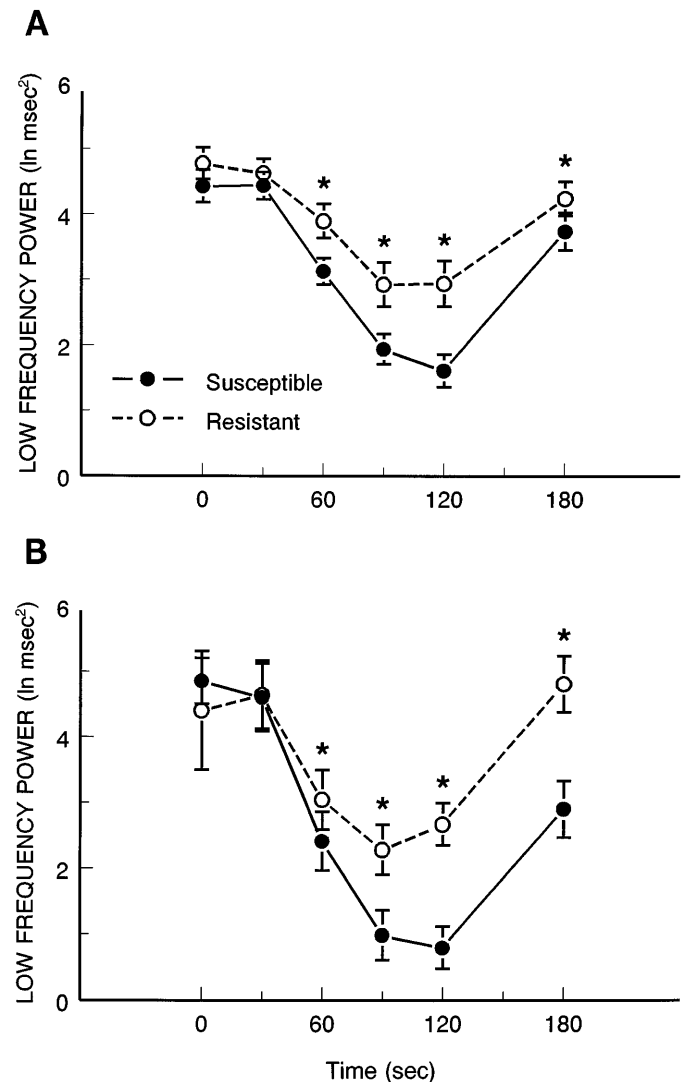 A
LOW FREQUENCY POWER (ln msec²)
6
4
2
0
* * * *
Susceptible
Resistant
0 60 120 180
B
LOW FREQUENCY POWER (ln msec²)
6
4
2
0
* * * *
0 60 120 180
Time (sec)